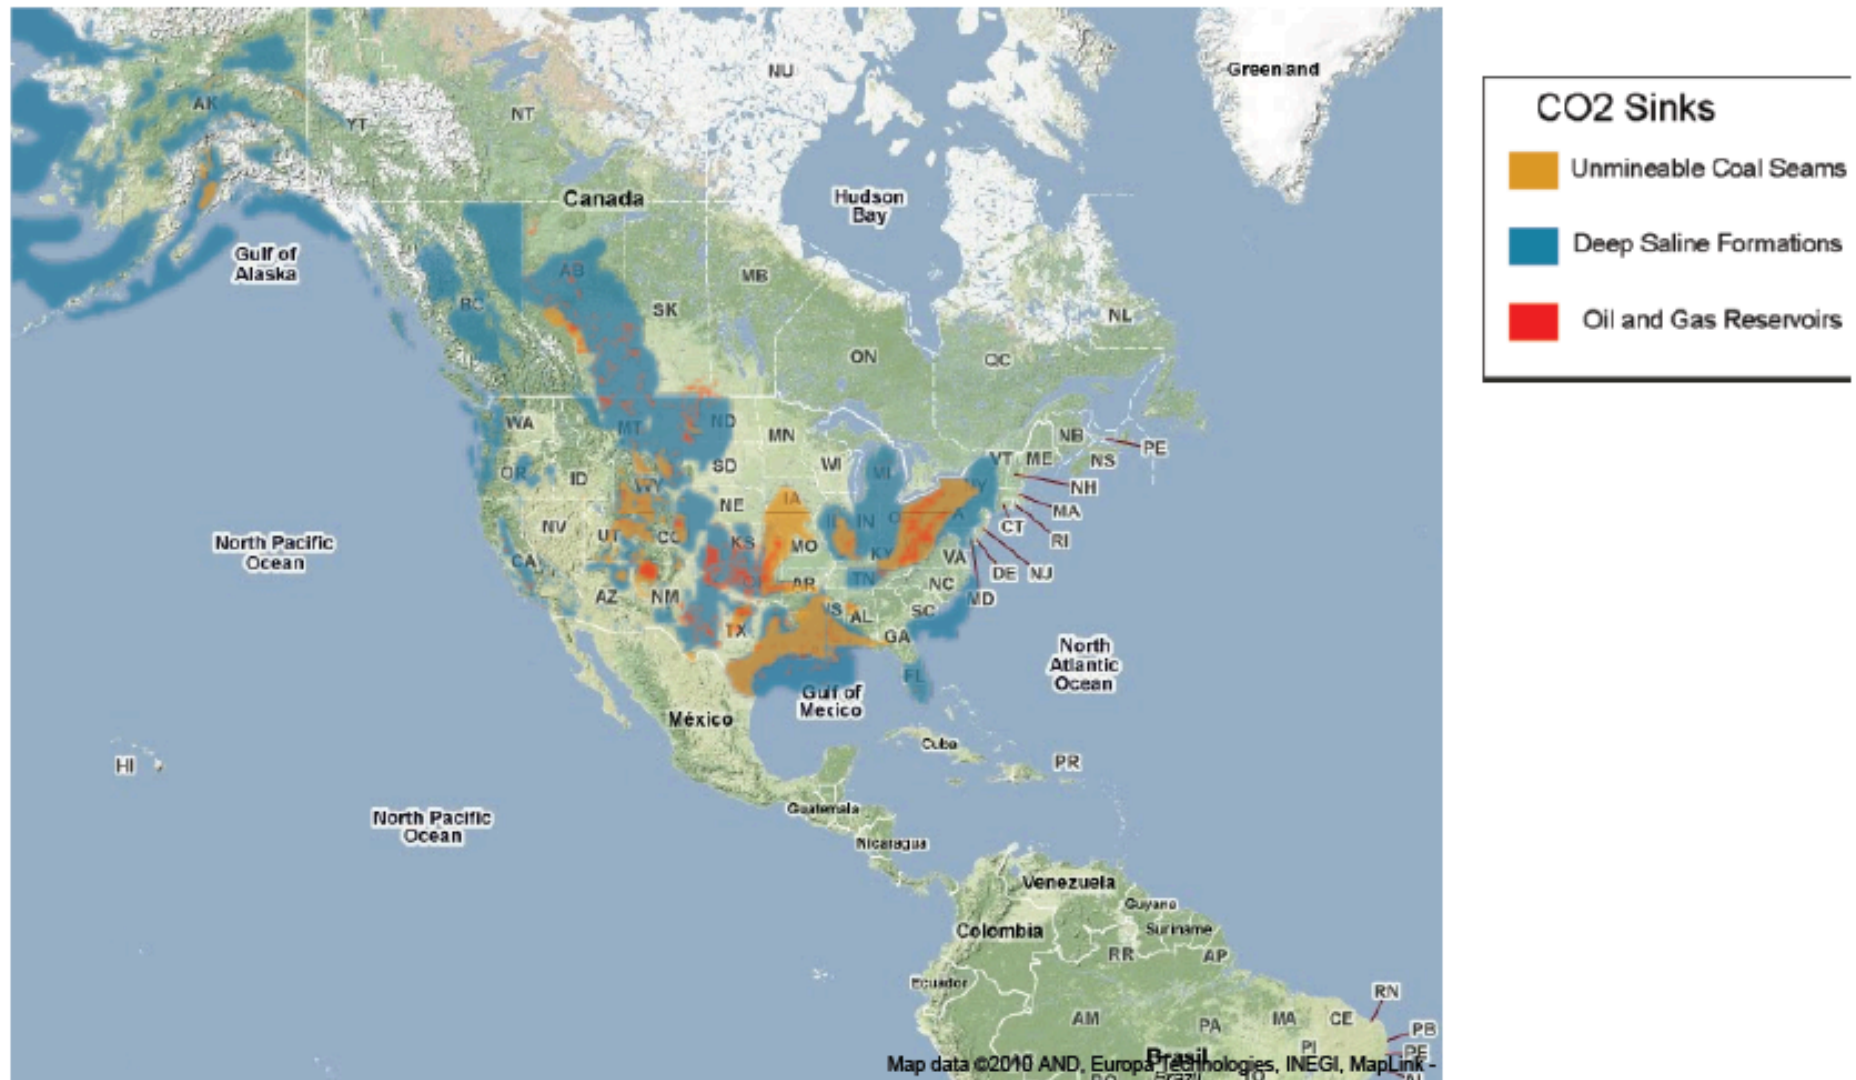 NU
Greenland
AK
YT
NT
Canada
Hudson
Bay
Gulf of
Alaska
AB
MB
BC
SK
NL
ON
QC
WA
MT
ND
MN
NB
PE
OR
ID
SD
WI
MI
VT
ME
NS
WY
NE
IA
NY
NH
NV
UT
CO
KS
MO
IL
IN
MA
CT
RI
North Pacific
Ocean
CA
KY
VA
DE
NJ
AZ
NM
AR
TN
NC
MD
TX
AL
SC
GA
North
Atlantic
Ocean
FL
Gulf of
Mexico
México
Cuba
HI
PR
North Pacific
Ocean
Guatemala
Nicaragua
Venezuela
Guyana
Colombia
Suriname
RR
AP
Ecuador
RN
AM
PA
MA
CE
PB
PI
PE
Brasil
Map data ©2010 AND, Europa Technologies, INEGI, MapLink -
CO2 Sinks
Unmineable Coal Seams
Deep Saline Formations
Oil and Gas Reservoirs